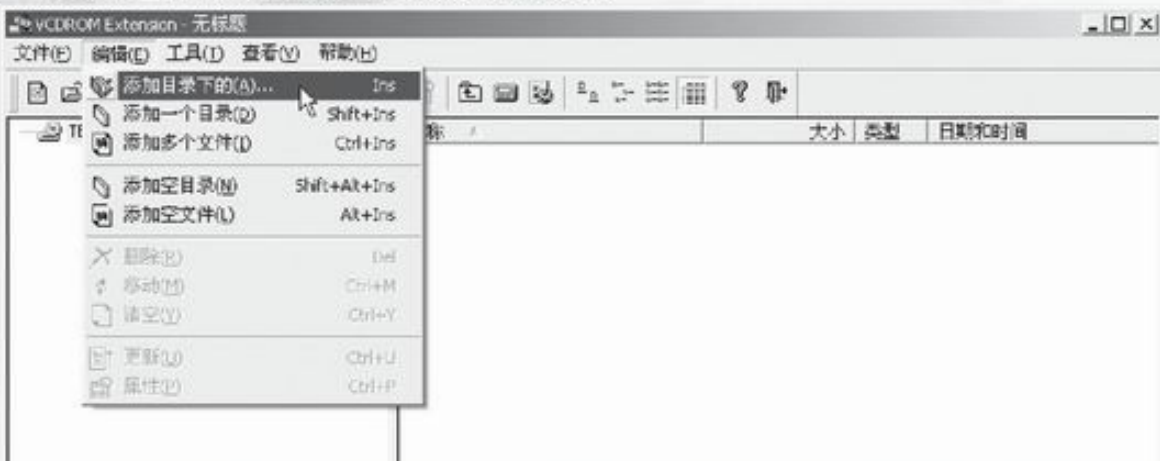 VCDROM Extension - 无标题
文件(F) 编辑(E) 工具(T) 查看(V) 帮助(H)
添加目录下的(A)... Ins
添加一个目录(D) Shift+Ins
添加多个文件(I) Ctrl+Ins
添加空目录(N) Shift+Alt+Ins
添加空文件(L) Alt+Ins
删除(R) Del
移动(M) Ctrl+M
清空(Y) Ctrl+Y
更新(U) Ctrl+U
属性(P) Ctrl+P
TE
称 大小 类型 日期和时间